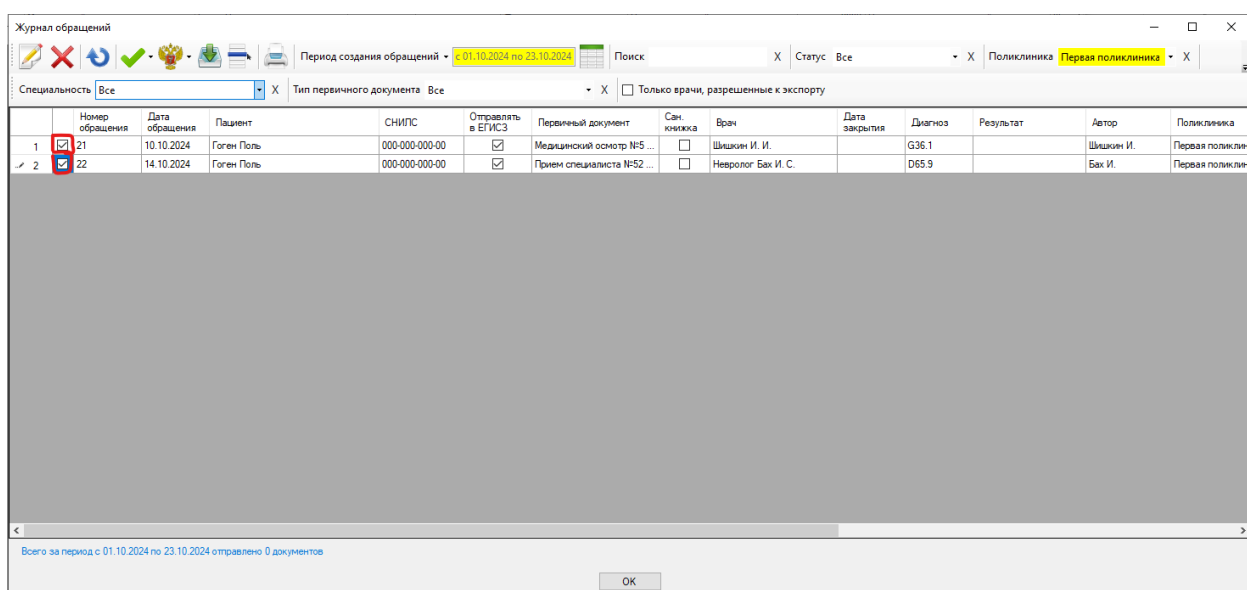 Журнал обращений
Период создания обращений с 01.10.2024 по 23.10.2024 Поиск X Статус Все X Поликлиника Первая поликлиника X
Специальность Все X Тип первичного документа Все X Только врачи, разрешенные к экспорту
Номер обращения Дата обращения Пациент СНИЛС Отправлять в ЕГИСЗ Первичный документ Сан. книжка Врач Дата закрытия Диагноз Результат Автор Поликлиника
1 21 10.10.2024 Гоген Поль 000-000-000-00 Медицинский осмотр №5 ... Шишкин И. И. G36.1 Шишкин И. Первая поликлин
2 22 14.10.2024 Гоген Поль 000-000-000-00 Прием специалиста №52 ... Невролог Бах И. С. D65.9 Бах И. Первая поликлин
Всего за период с 01.10.2024 по 23.10.2024 отправлено 0 документов
OK